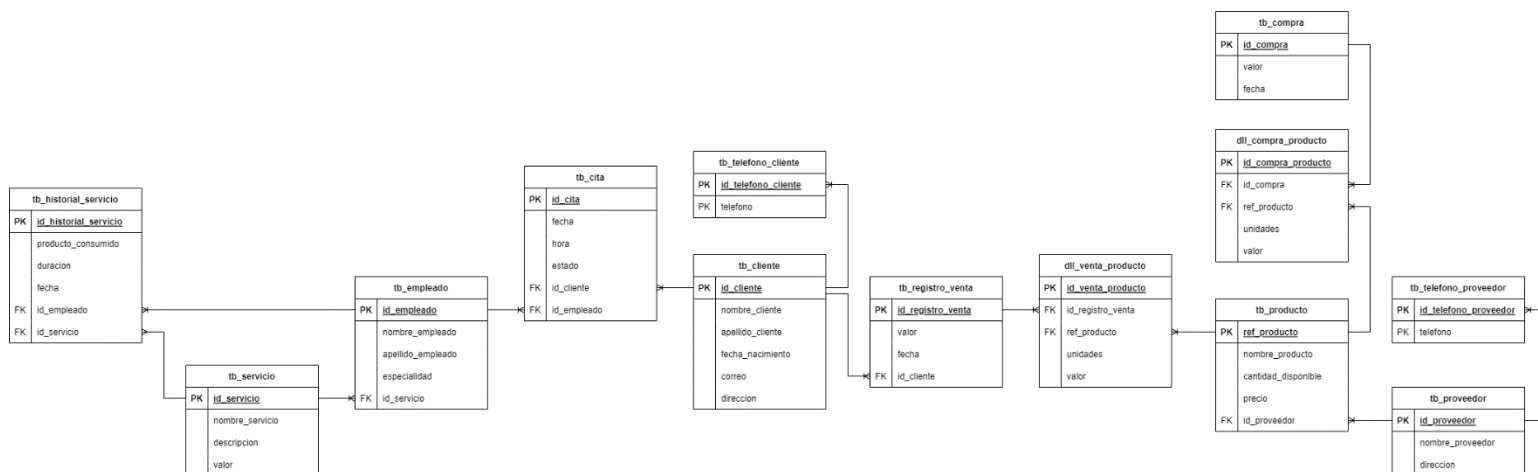 tb_compra
PK id_compra
valor
fecha
dll_compra_producto
PK id_compra_producto
FK id_compra
FK ref_producto
unidades
valor
tb_telefono_cliente
PK id_telefono_cliente
PK telefono
tb_cita
PK id_cita
fecha
hora
estado
FK id_cliente
FK id_empleado
tb_historial_servicio
PK id_historial_servicio
producto_consumido
duracion
fecha
FK id_empleado
FK id_servicio
tb_empleado
PK id_empleado
nombre_empleado
apellido_empleado
especialidad
FK id_servicio
tb_servicio
PK id_servicio
nombre_servicio
descripcion
valor
tb_cliente
PK id_cliente
nombre_cliente
apellido_cliente
fecha_nacimiento
correo
direccion
tb_registro_venta
PK id_registro_venta
valor
fecha
FK id_cliente
dll_venta_producto
PK id_venta_producto
FK id_registro_venta
FK ref_producto
unidades
valor
tb_producto
PK ref_producto
nombre_producto
cantidad_disponible
precio
FK id_proveedor
tb_telefono_proveedor
PK id_telefono_proveedor
PK telefono
tb_proveedor
PK id_proveedor
nombre_proveedor
direccion